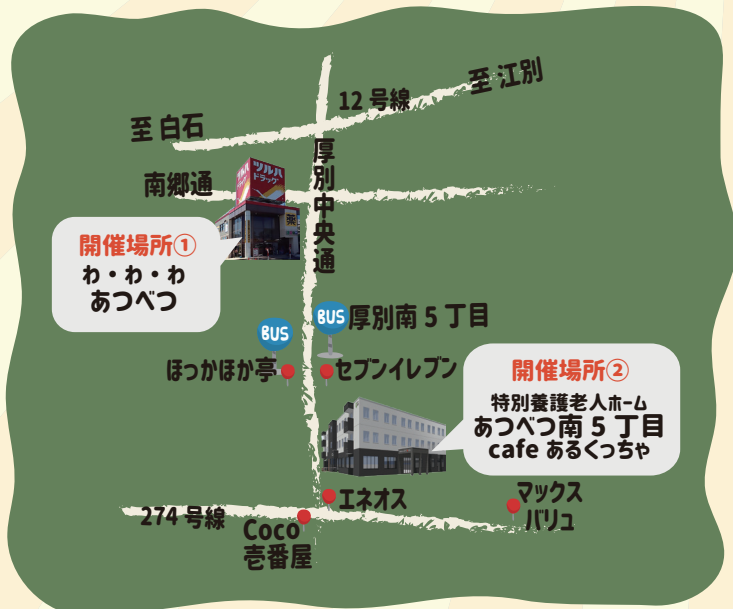 至 江別
12 号線
至 白石
厚別中央通
南郷通
ツルハ
ドラッグ
薬
開催場所①
わ・わ・わ
あつべつ
BUS
厚別南 5 丁目
BUS
ほっかほか亭
セブンイレブン
開催場所②
特別養護老人ホーム
あつべつ南 5 丁目
cafe あるくっちゃ
エネオス
マックス
バリュ
274 号線
Coco
壱番屋